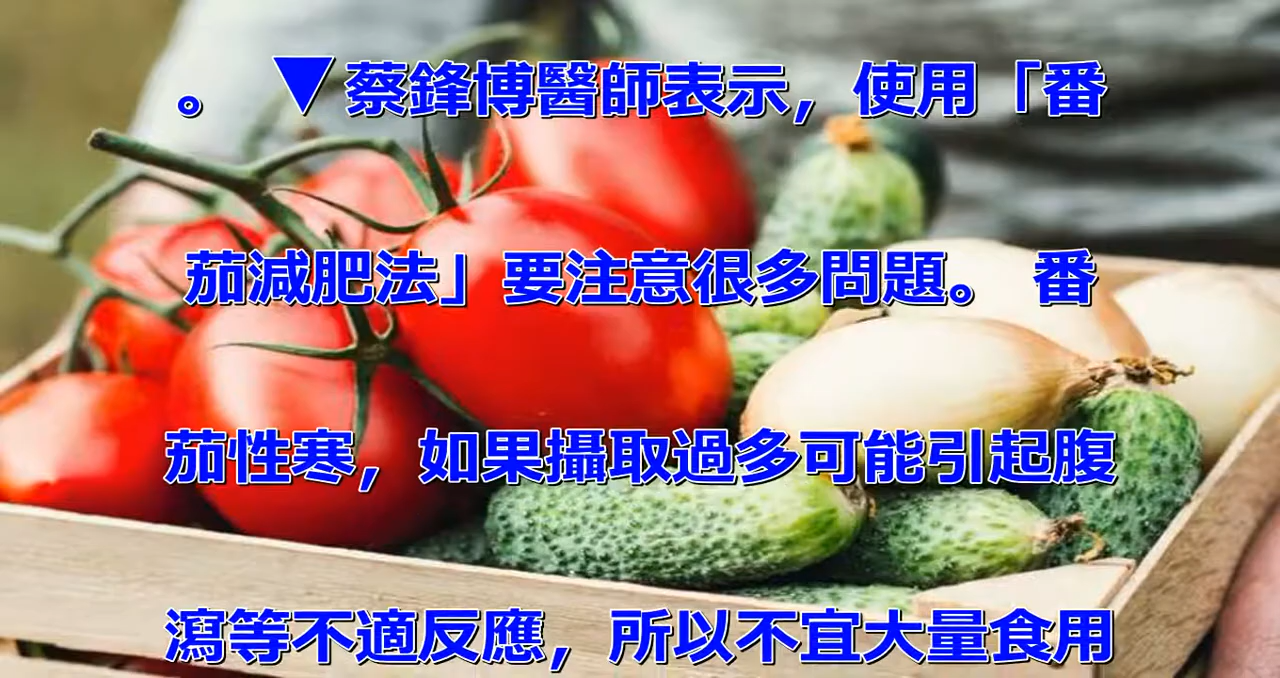 。 ▼蔡鋒博醫師表示，使用「番
茄減肥法」要注意很多問題。 番
茄性寒，如果攝取過多可能引起腹
瀉等不適反應，所以不宜大量食用